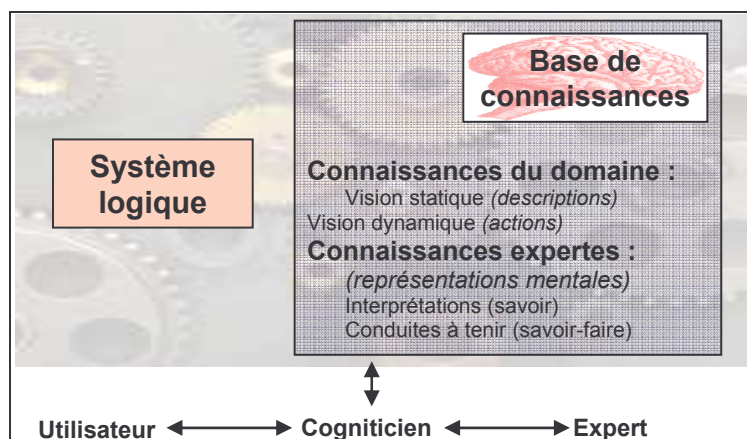 Base de
connaissances
Système
logique
Connaissances du domaine :
Vision statique (descriptions)
Vision dynamique (actions)
Connaissances expertes :
(représentations mentales)
Interprétations (savoir)
Conduites à tenir (savoir-faire)
Utilisateur Cogniticien Expert